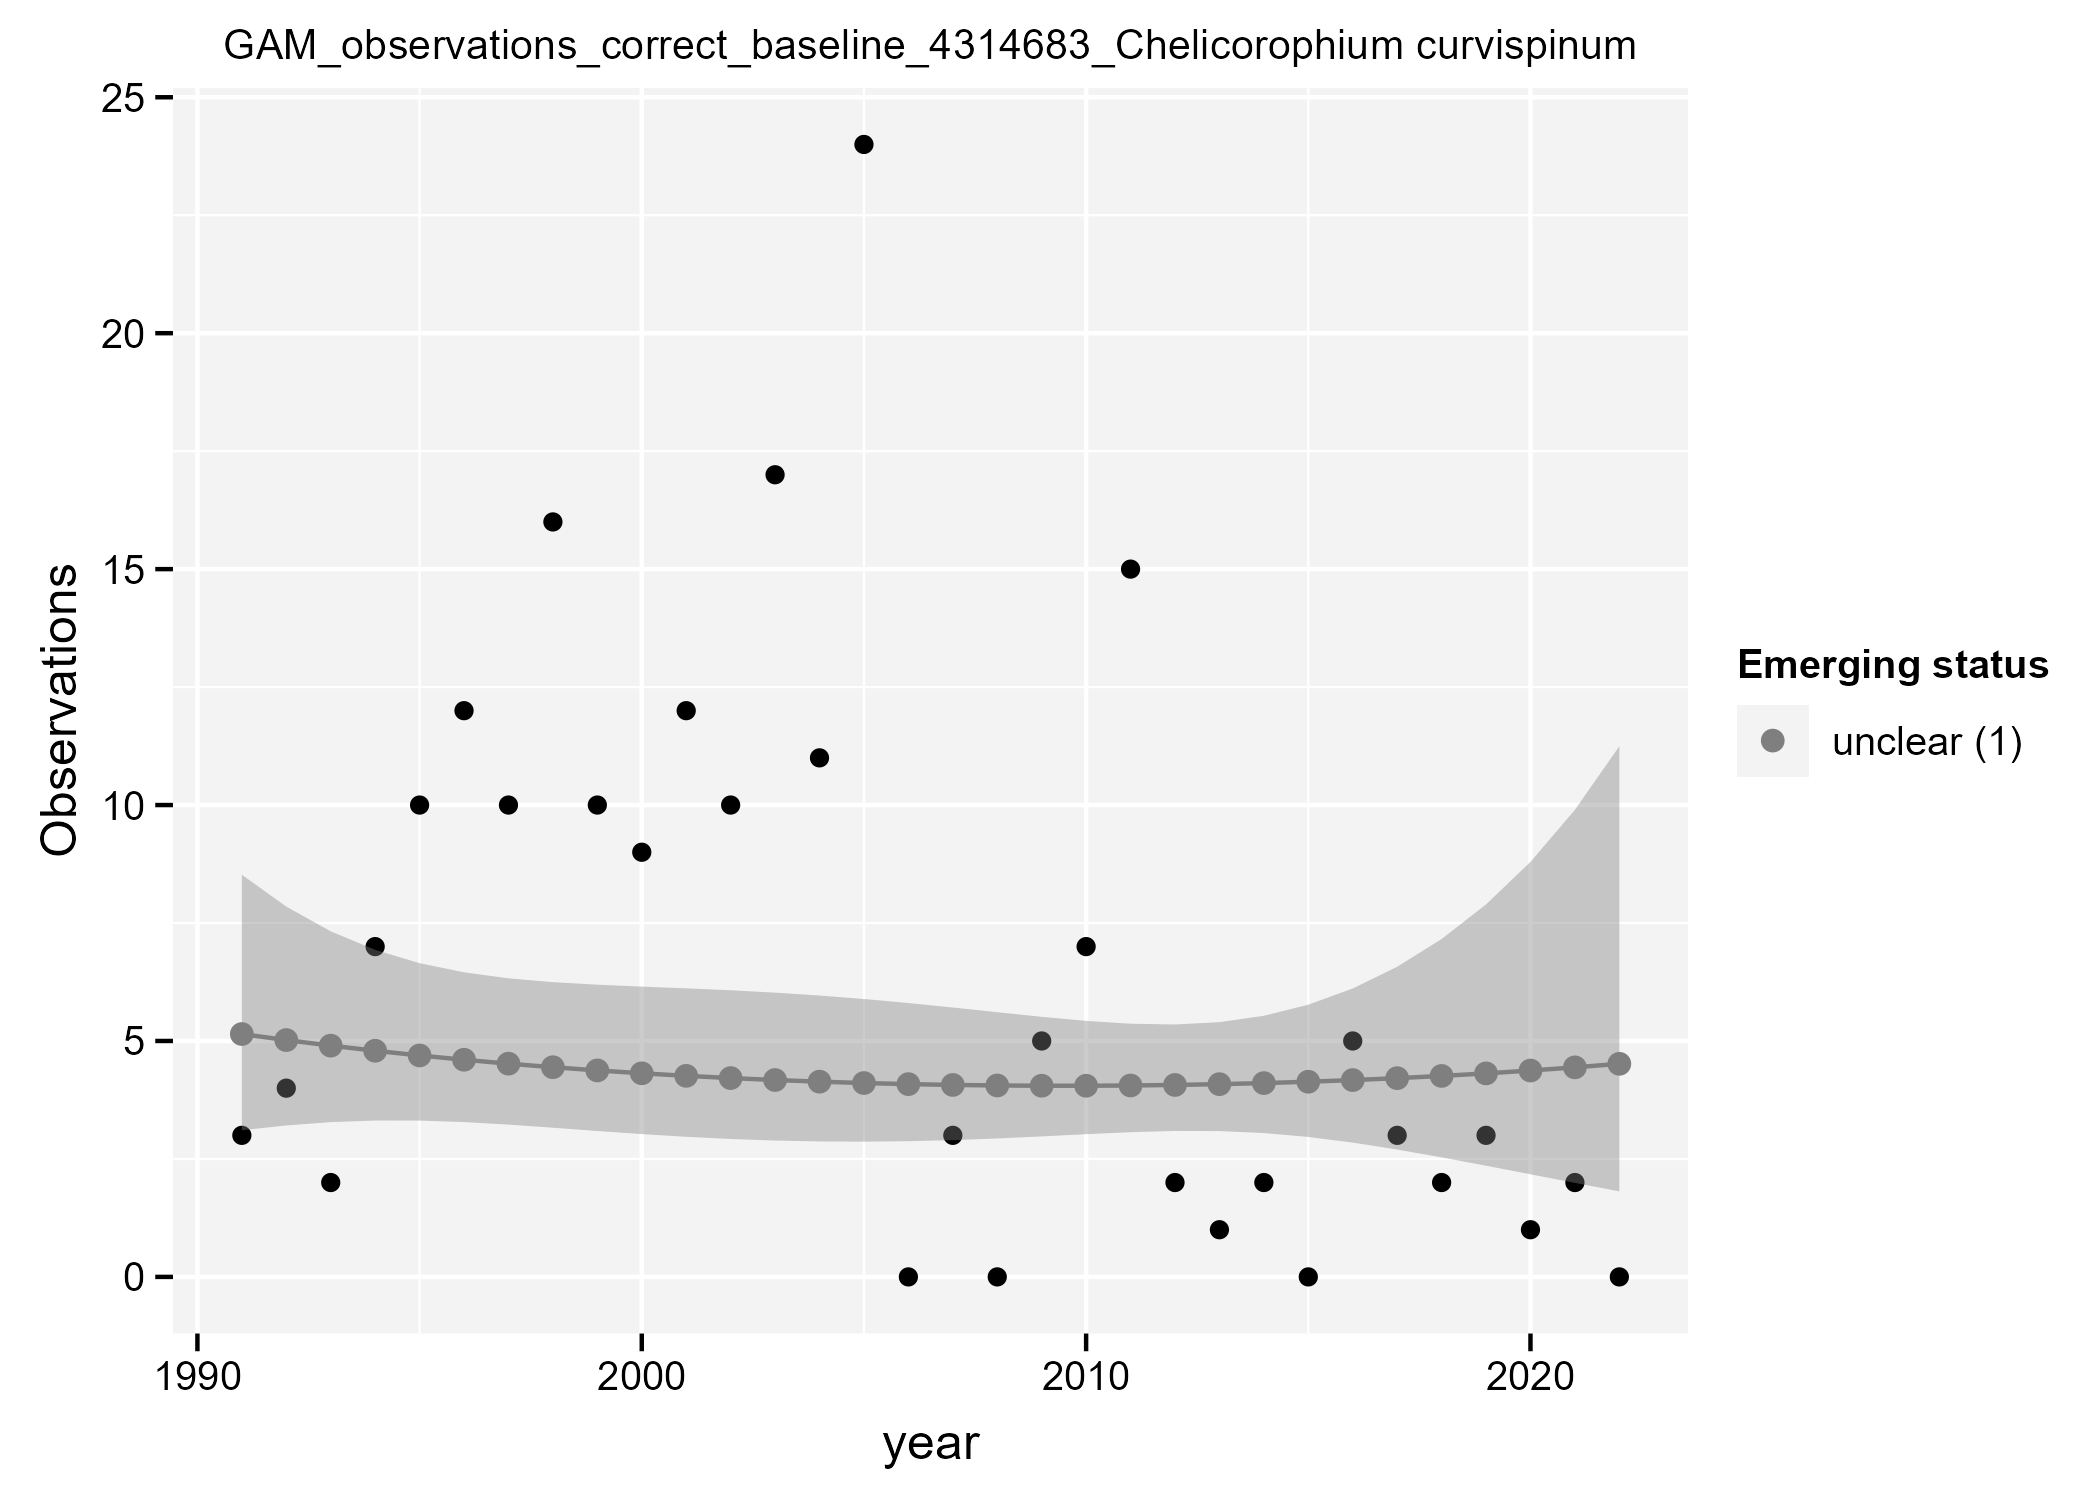 GAM_observations_correct_baseline_4314683_Chelicorophium curvispinum
25
20
15
10
5
0
Observations
1990 2000 2010 2020
year
Emerging status
unclear (1)